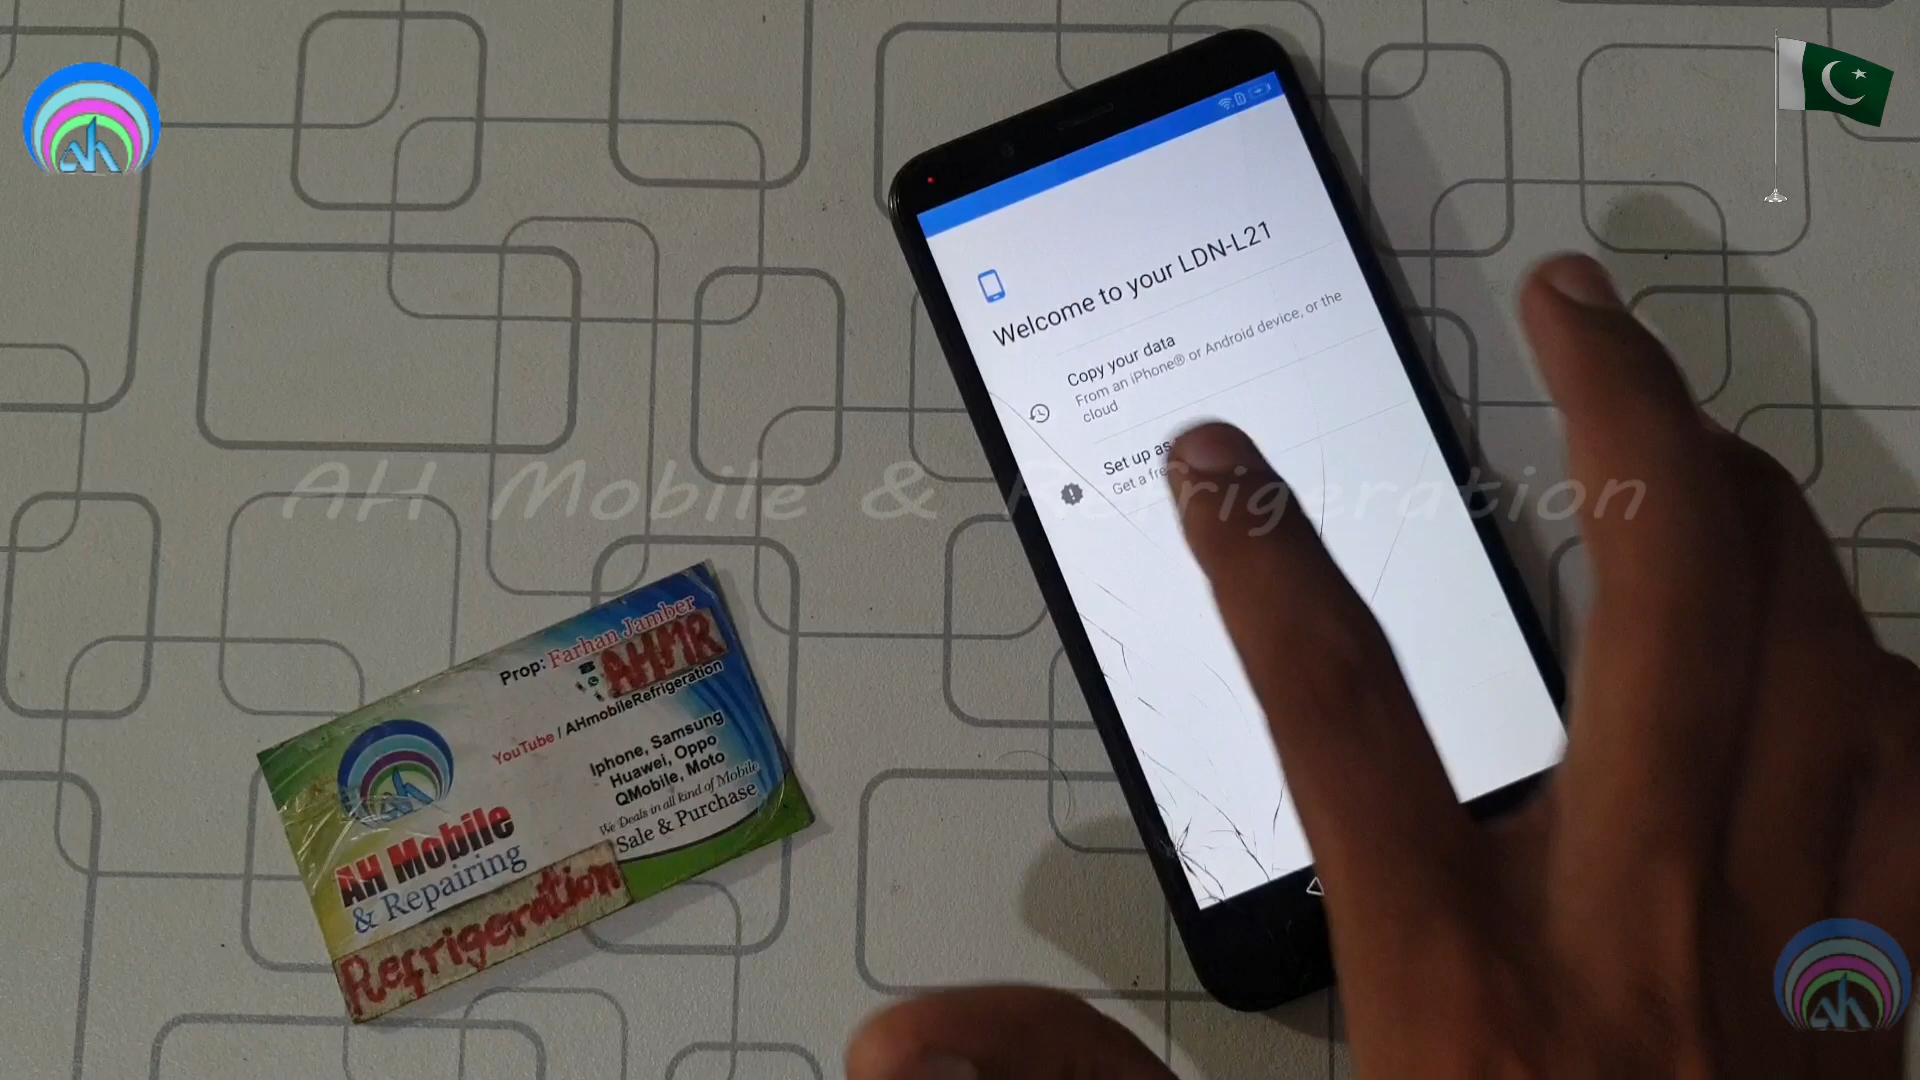 Welcome to your LDN-L21
Copy your data
From an iPhone® or Android device, or the
cloud
Set up as
Get a
AH Mobile & Refrigeration
Prop: Farhan Jamber
AHMR
YouTube / AHmobileRefrigeration
Iphone, Samsung
Huawei, Oppo
QMobile, Moto
We Deals in all kind of Mobile
Sale & Purchase
AH Mobile
& Repairing
Refrigeration